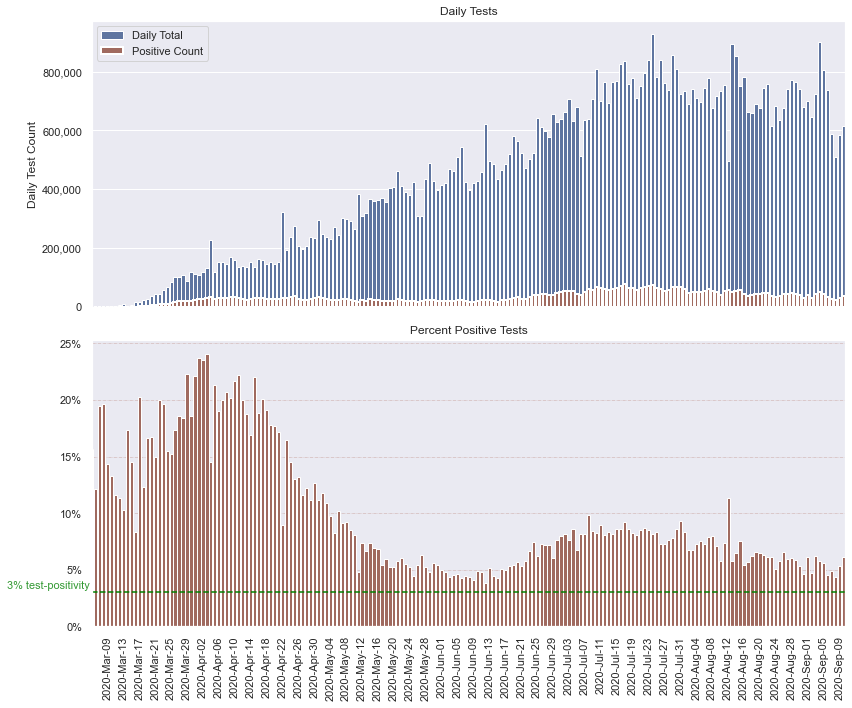 Daily Tests
Daily Total
Positive Count
Daily Test Count
800,000
600,000
400,000
200,000
0
Percent Positive Tests
25%
20%
15%
10%
5%
3% test-positivity
0%
2020-Mar-09
2020-Mar-13
2020-Mar-17
2020-Mar-21
2020-Mar-25
2020-Mar-29
2020-Apr-02
2020-Apr-06
2020-Apr-10
2020-Apr-14
2020-Apr-18
2020-Apr-22
2020-Apr-26
2020-Apr-30
2020-May-04
2020-May-08
2020-May-12
2020-May-16
2020-May-20
2020-May-24
2020-May-28
2020-Jun-01
2020-Jun-05
2020-Jun-09
2020-Jun-13
2020-Jun-17
2020-Jun-21
2020-Jun-25
2020-Jun-29
2020-Jul-03
2020-Jul-07
2020-Jul-11
2020-Jul-15
2020-Jul-19
2020-Jul-23
2020-Jul-27
2020-Jul-31
2020-Aug-04
2020-Aug-08
2020-Aug-12
2020-Aug-16
2020-Aug-20
2020-Aug-24
2020-Aug-28
2020-Sep-01
2020-Sep-05
2020-Sep-09